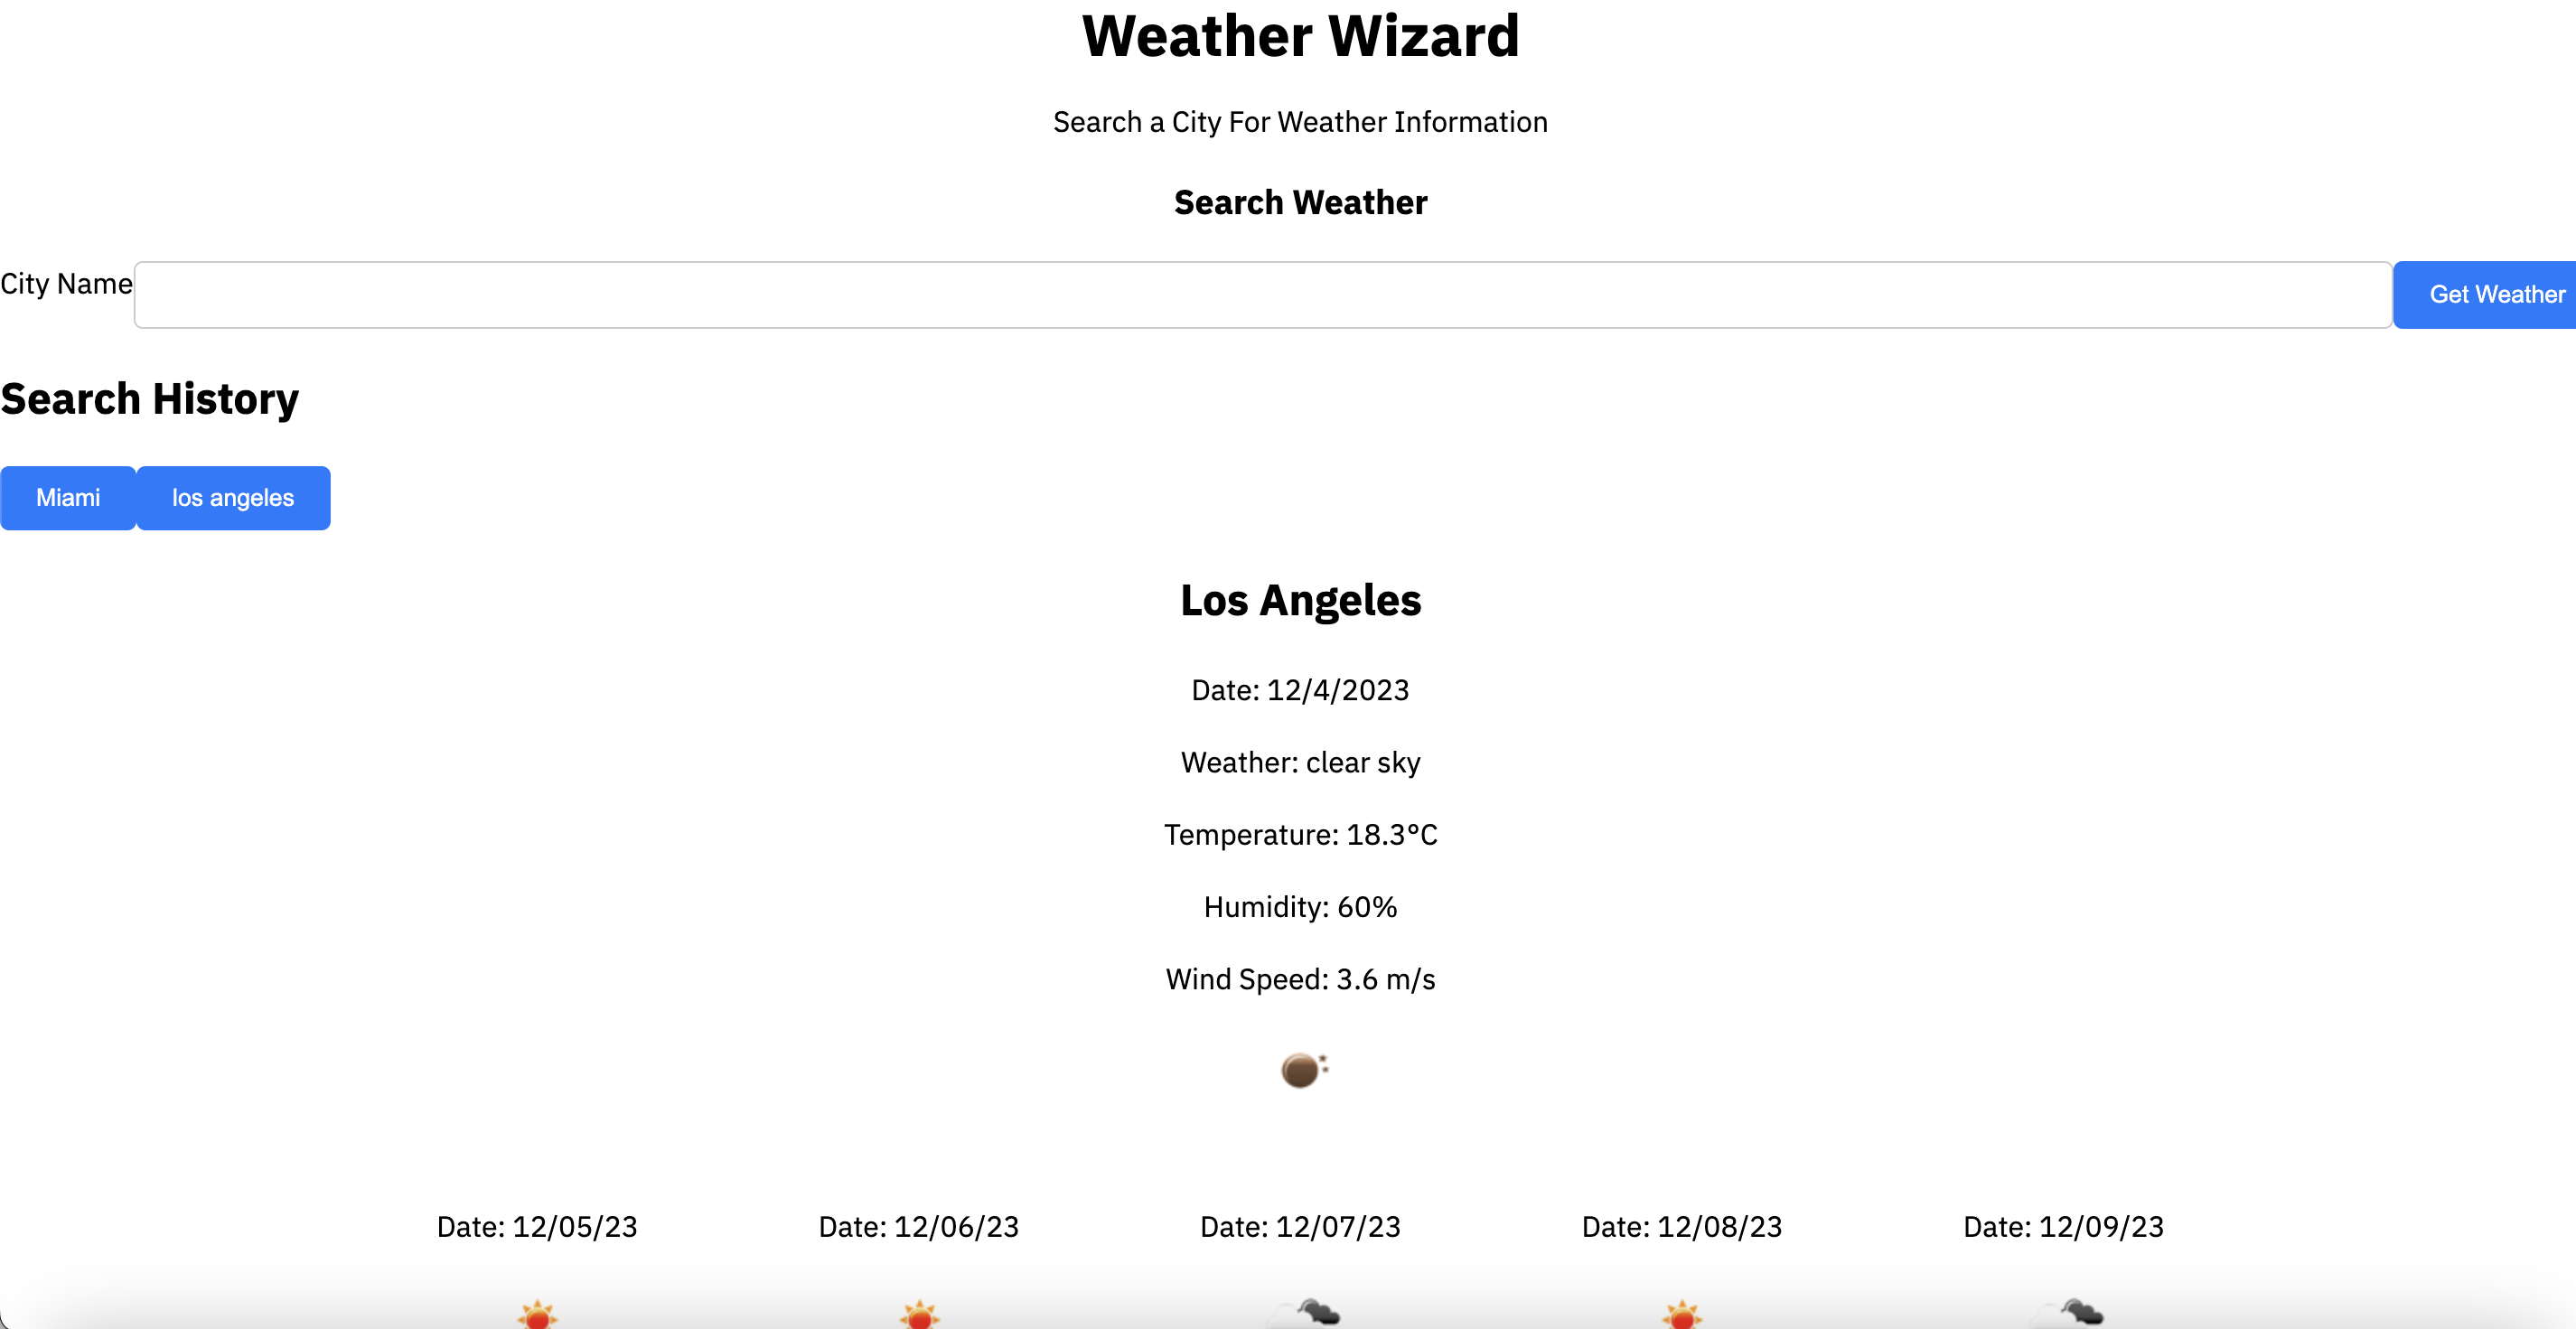 Weather Wizard
Search a City For Weather Information
Search Weather
City Name Get Weather
Search History
Miami los angeles
Los Angeles
Date: 12/4/2023
Weather: clear sky
Temperature: 18.3°C
Humidity: 60%
Wind Speed: 3.6 m/s
Date: 12/05/23 Date: 12/06/23 Date: 12/07/23 Date: 12/08/23 Date: 12/09/23